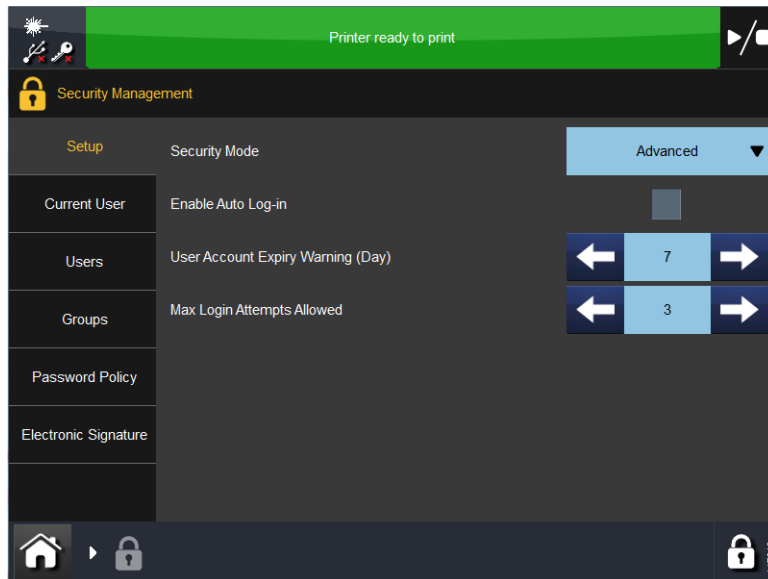 Printer ready to print
Security Management
Setup
Security Mode
Advanced
Current User
Enable Auto Log-in
Users
User Account Expiry Warning (Day)
7
Groups
Max Login Attempts Allowed
3
Password Policy
Electronic Signature